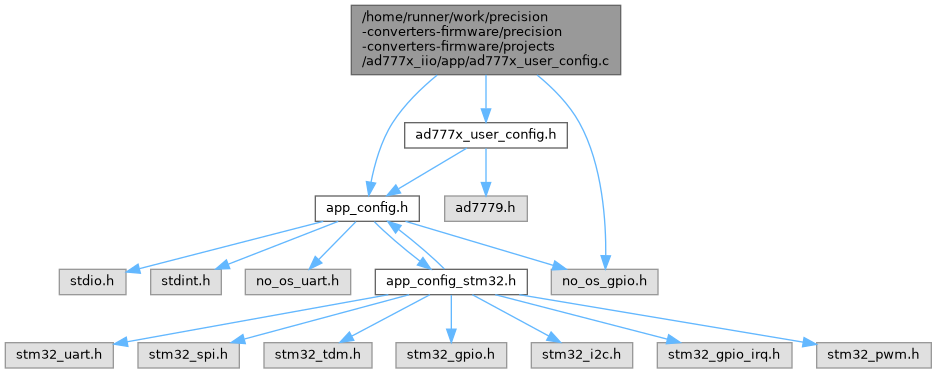 /home/runner/work/precision
-converters-firmware/precision
-converters-firmware/projects
/ad777x_iio/app/ad777x_user_config.c
ad777x_user_config.h
app_config.h
ad7779.h
stdio.h
stdint.h
no_os_uart.h
app_config_stm32.h
no_os_gpio.h
stm32_uart.h
stm32_spi.h
stm32_tdm.h
stm32_gpio.h
stm32_i2c.h
stm32_gpio_irq.h
stm32_pwm.h